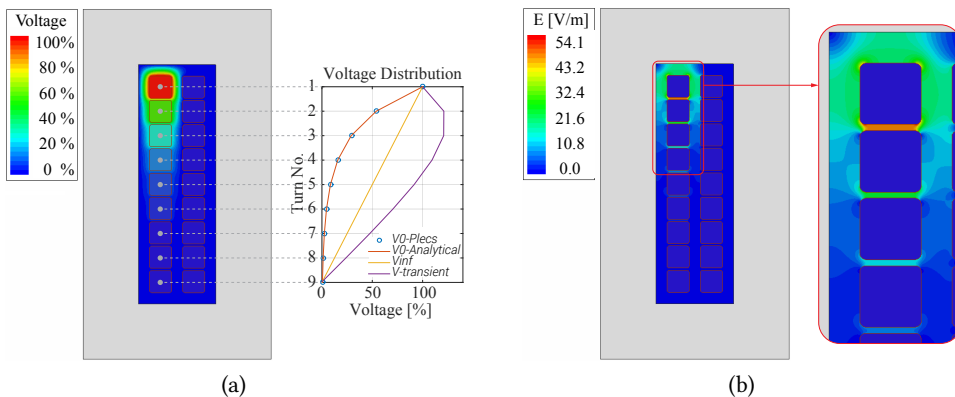 Voltage
100%
80 %
60 %
40 %
20 %
0 %
Voltage Distribution
Turn No.
1
2
3
4
5
6
7
8
9
V0-Plecs
V0-Analytical
Vinf
V-transient
0
50
100
Voltage [%]
(a)
E [V/m]
54.1
43.2
32.4
21.6
10.8
0.0
(b)